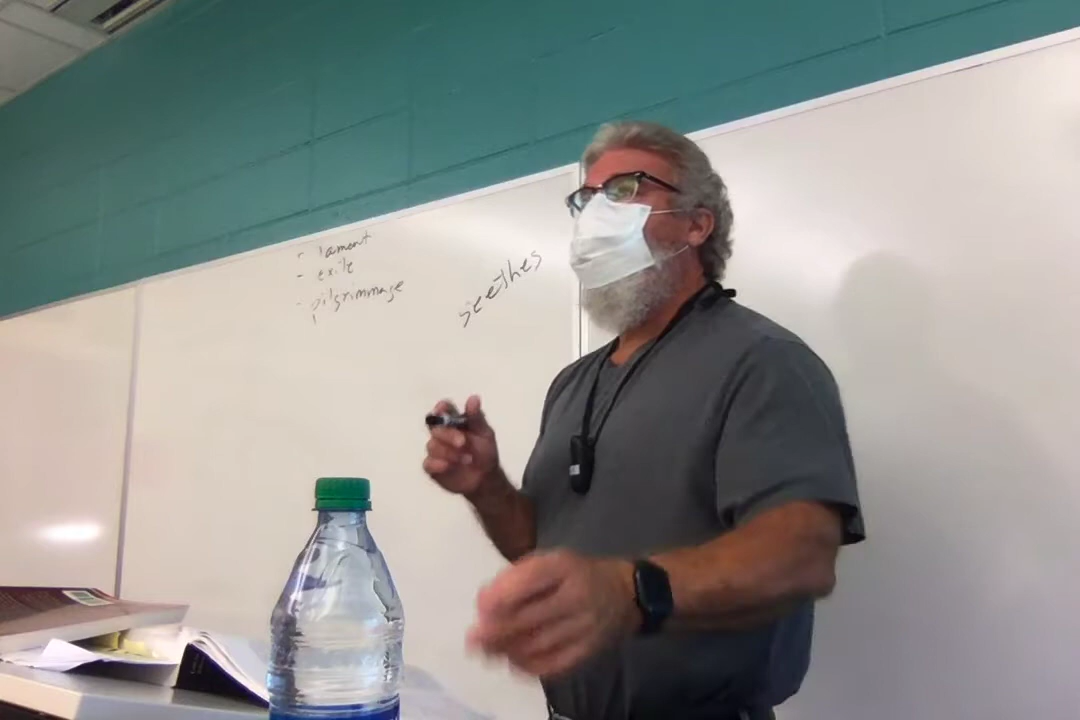 - lament
- exile
- pilgrimmage
seethes